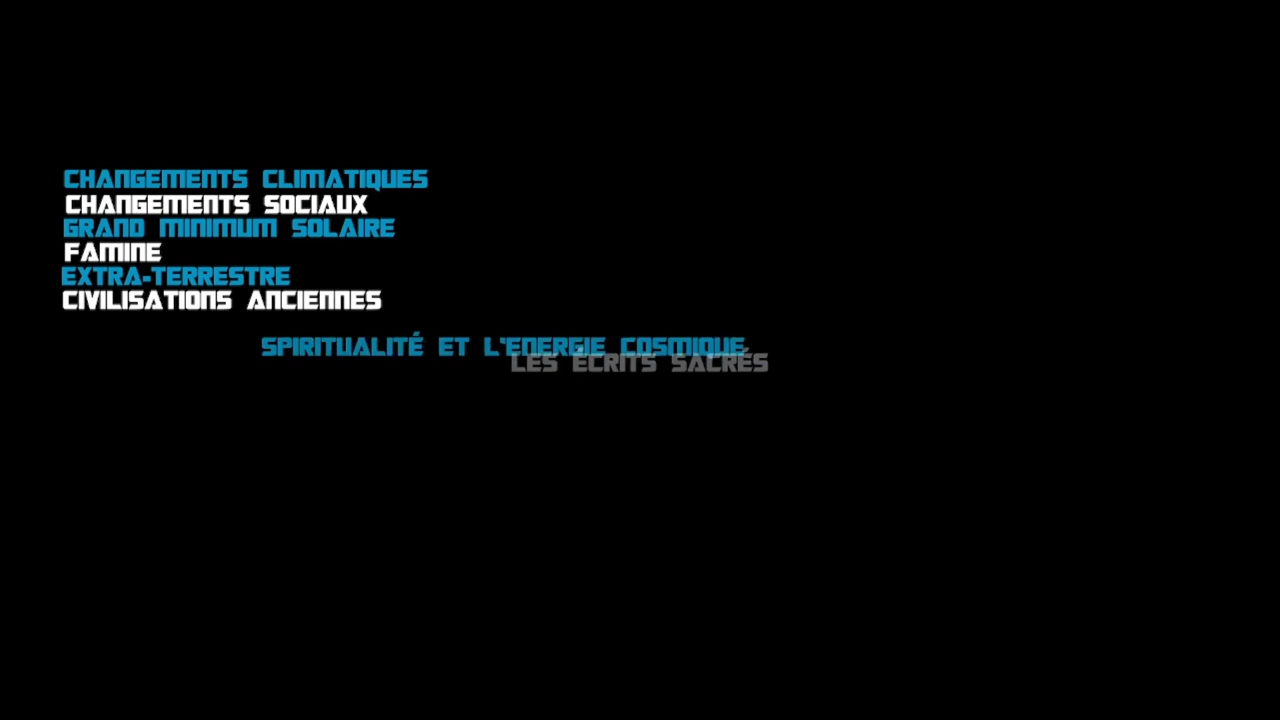 CHANGEMENTS CLIMATIQUES
CHANGEMENTS SOCIAUX
GRAND MINIMUM SOLAIRE
FAMINE
EXTRA-TERRESTRE
CIVILISATIONS ANCIENNES
SPIRITUALITÉ ET L'ENERGIE COSMIQUE
LES ÉCRITS SACRÉS